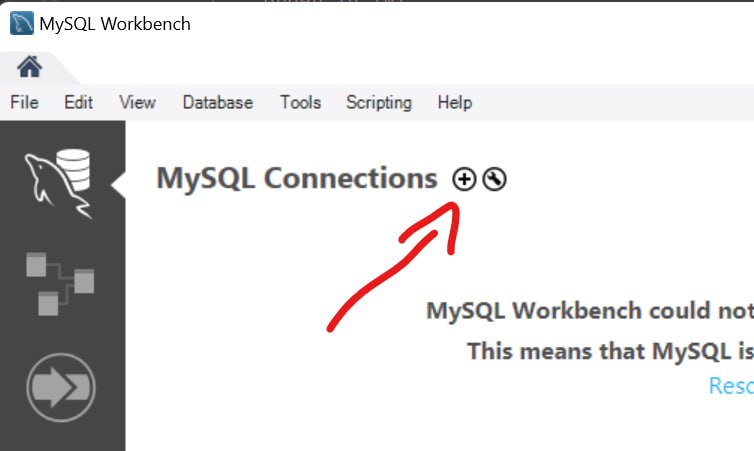 MySQL Workbench
File Edit View Database Tools Scripting Help
MySQL Connections
MySQL Workbench could not
This means that MySQL is